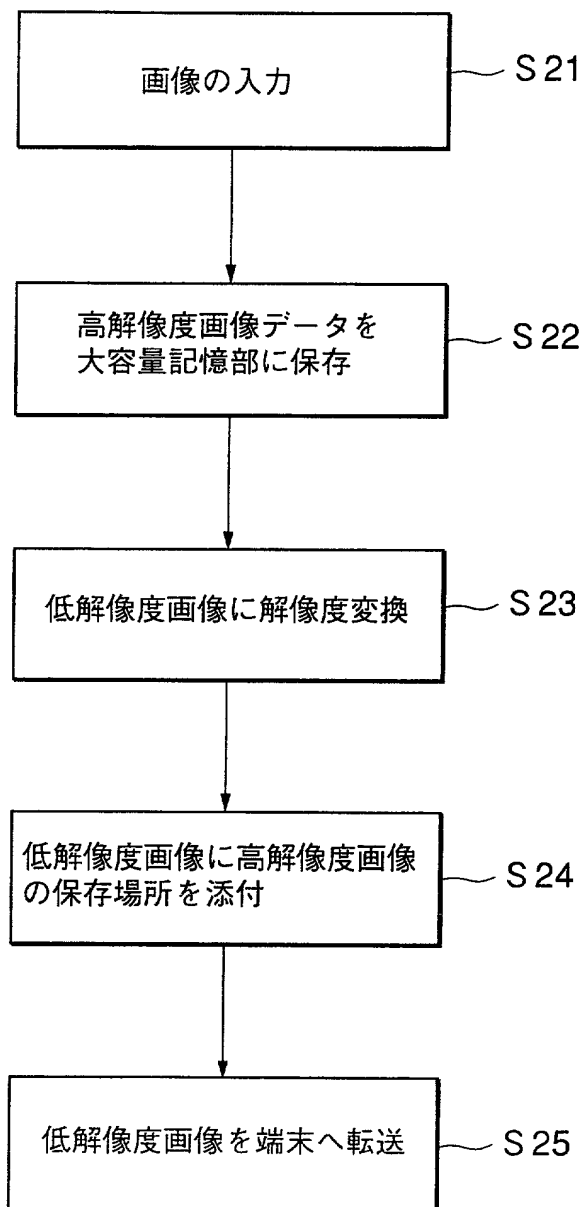 画像の入力
S21
高解像度画像データを
大容量記憶部に保存
S22
低解像度画像に解像度変換
S23
低解像度画像に高解像度画像
の保存場所を添付
S24
低解像度画像を端末へ転送
S25